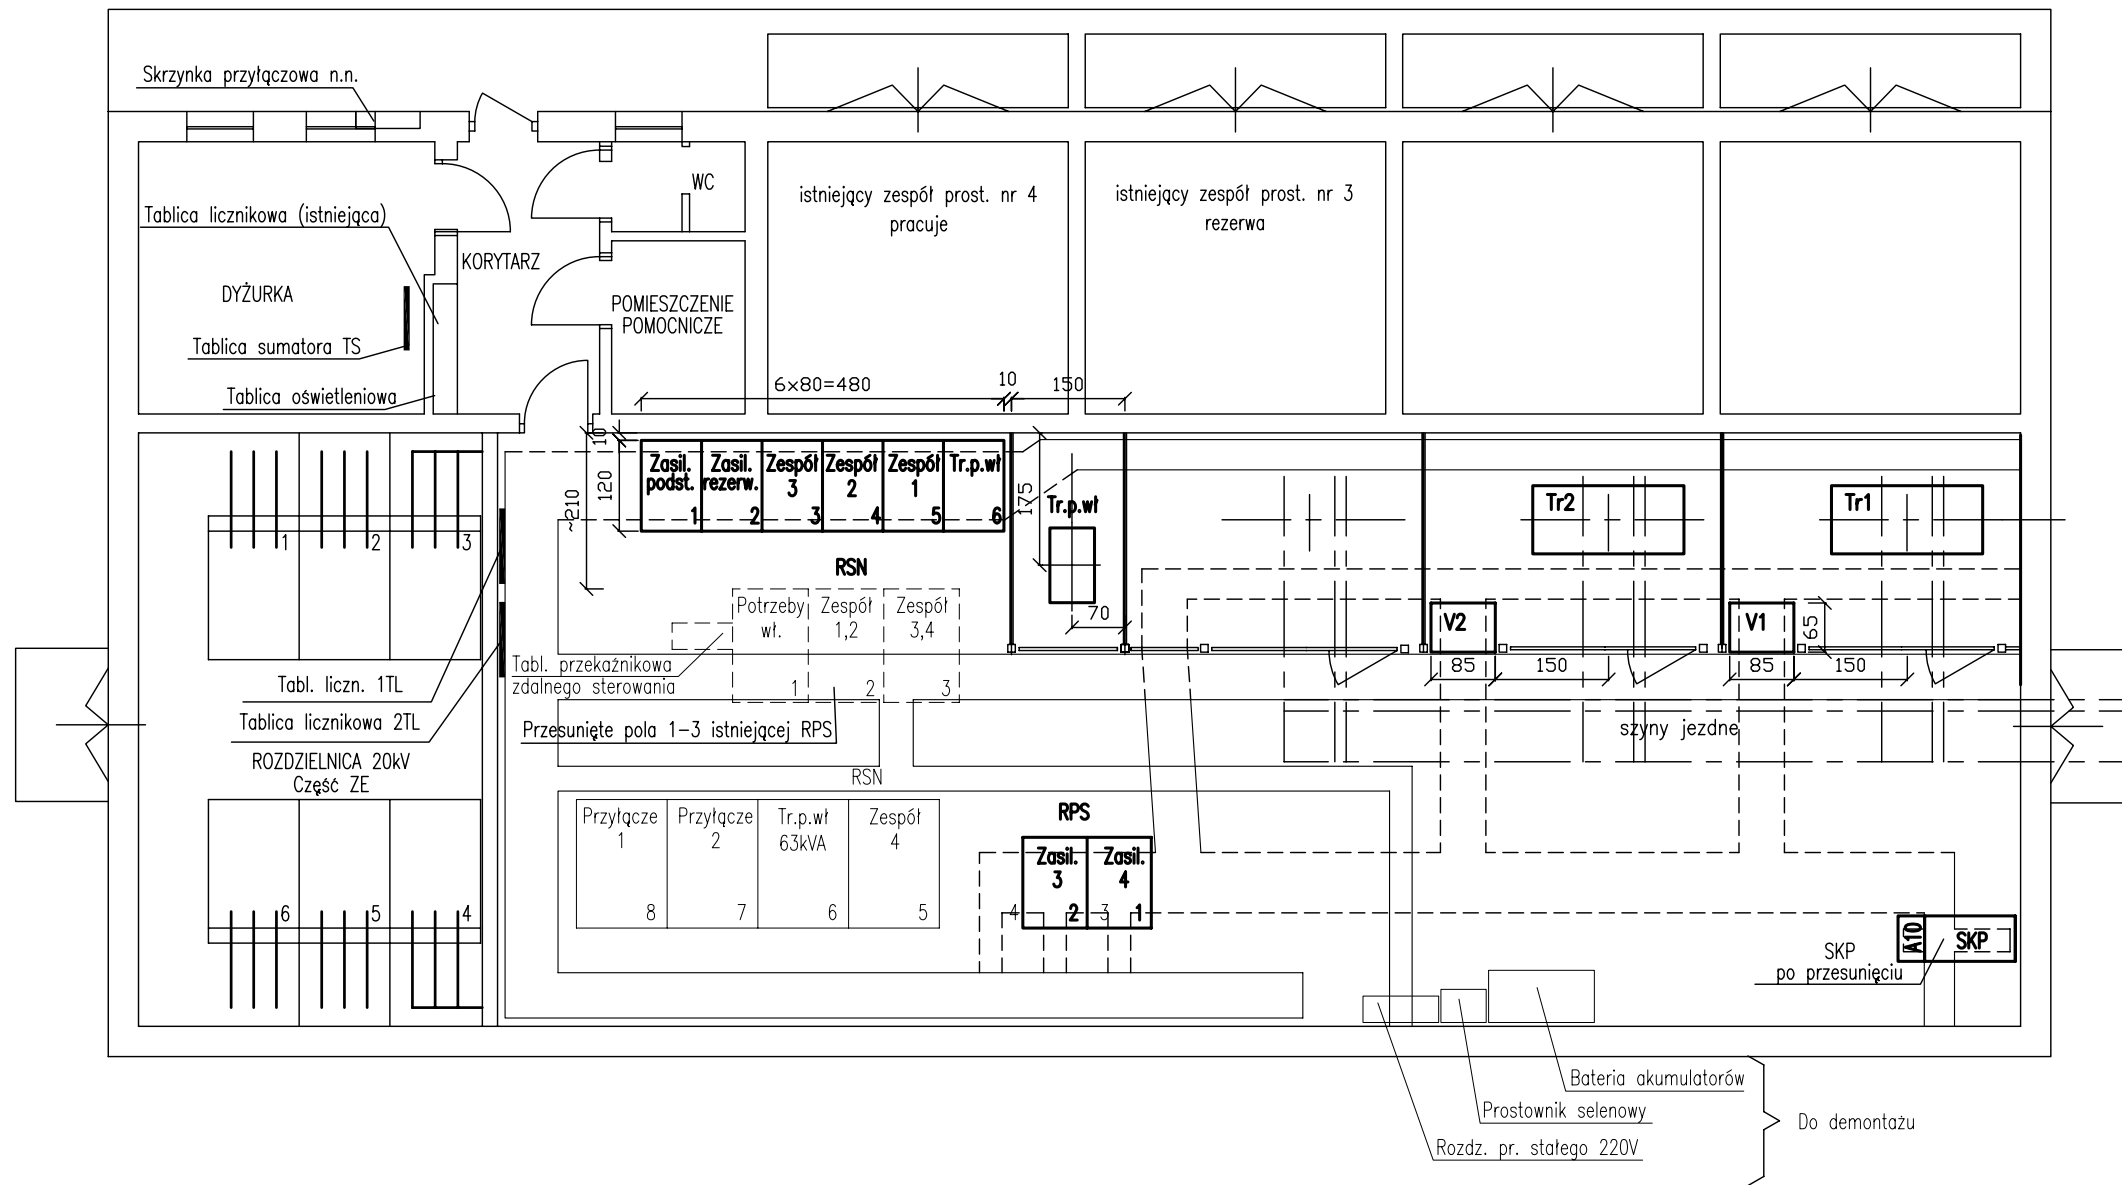 Skrzynka przyłączowa n.n.
WC
istniejący zespół prost. nr 4
pracuje
istniejący zespół prost. nr 3
rezerwa
Tablica licznikowa (istniejąca)
KORYTARZ
DYŻURKA
POMIESZCZENIE
POMOCNICZE
Tablica sumatora TS
Tablica oświetleniowa
6×80=480
10
150
10
120
~210
175
Zasil.
podst.
1
Zasil.
rezerw.
2
Zespół
3
3
Zespół
2
4
Zespół
1
5
Tr.p.wł
6
Tr.p.wł
70
Tr2
Tr1
1
2
3
RSN
Potrzeby
wł.
1
Zespół
1,2
2
Zespół
3,4
3
V2
V1
65
85
150
85
150
Tabl. przekaźnikowa
zdalnego sterowania
Tabl. liczn. 1TL
Tablica licznikowa 2TL
Przesunięte pola 1-3 istniejącej RPS
szyny jezdne
ROZDZIELNICA 20kV
Część ZE
RSN
Przyłącze
1
8
Przyłącze
2
7
Tr.p.wł
63kVA
6
Zespół
4
5
RPS
Zasil.
3
2
Zasil.
4
1
4
3
6
5
4
A10
SKP
SKP
po przesunięciu
Bateria akumulatorów
Prostownik selenowy
Rozdz. pr. stałego 220V
Do demontażu